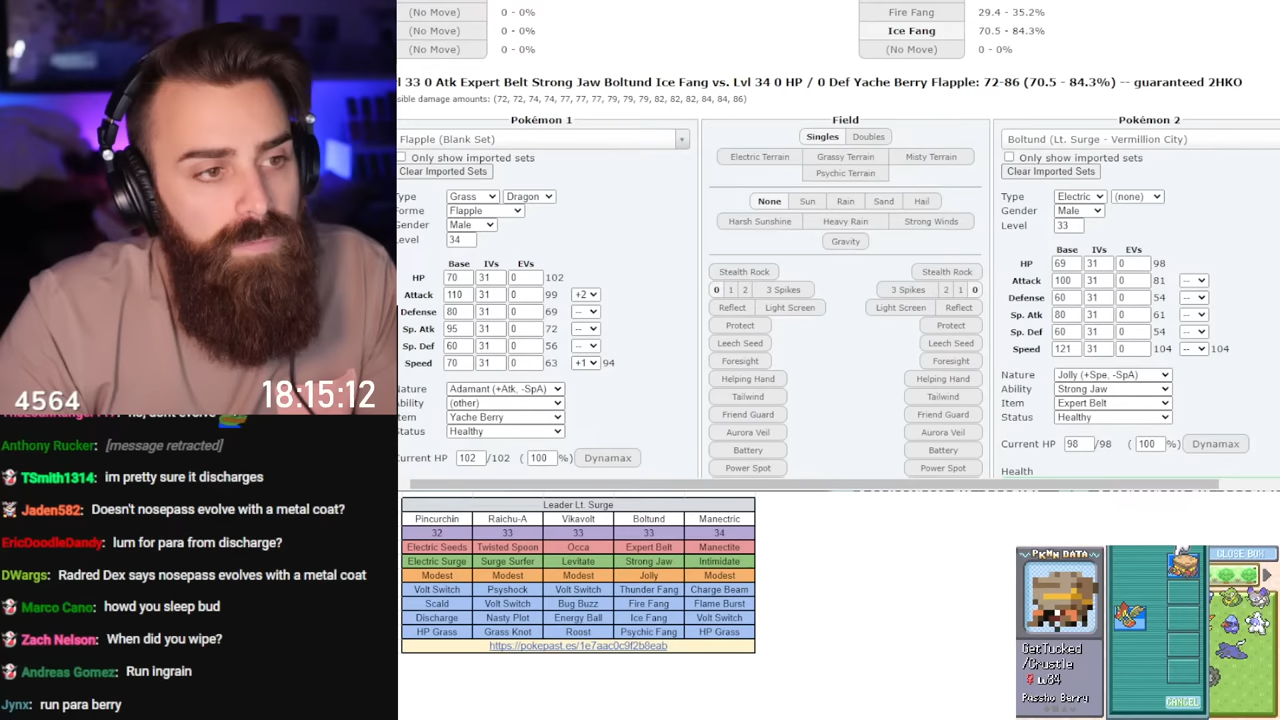 (No Move) 0 - 0%
(No Move) 0 - 0%
(No Move) 0 - 0%
Fire Fang 29.4 - 35.2%
Ice Fang 70.5 - 84.3%
(No Move) 0 - 0%
l 33 0 Atk Expert Belt Strong Jaw Boltund Ice Fang vs. Lvl 34 0 HP / 0 Def Yache Berry Flapple: 72-86 (70.5 - 84.3%) -- guaranteed 2HKO
sible damage amounts: (72, 72, 74, 74, 77, 77, 77, 79, 79, 79, 82, 82, 82, 84, 84, 86)
Pokémon 1
Flapple (Blank Set)
Only show imported sets
Clear Imported Sets
Type Grass Dragon
Forme Flapple
Gender Male
Level 34
Base IVs EVs
HP 70 31 0 102
Attack 110 31 0 99 +2
Defense 80 31 0 69 --
Sp. Atk 95 31 0 72 --
Sp. Def 60 31 0 56 --
Speed 70 31 0 63 +1 94
Nature Adamant (+Atk, -SpA)
Ability (other)
Item Yache Berry
Status Healthy
Current HP 102 /102 ( 100 %) Dynamax
Field
Singles Doubles
Electric Terrain Grassy Terrain Misty Terrain
Psychic Terrain
None Sun Rain Sand Hail
Harsh Sunshine Heavy Rain Strong Winds
Gravity
Stealth Rock Stealth Rock
0 1 2 3 Spikes 3 Spikes 2 1 0
Reflect Light Screen Light Screen Reflect
Protect Protect
Leech Seed Leech Seed
Foresight Foresight
Helping Hand Helping Hand
Tailwind Tailwind
Friend Guard Friend Guard
Aurora Veil Aurora Veil
Battery Battery
Power Spot Power Spot
Pokémon 2
Boltund (Lt. Surge - Vermillion City)
Only show imported sets
Clear Imported Sets
Type Electric (none)
Gender Male
Level 33
Base IVs EVs
HP 69 31 0 98
Attack 100 31 0 81 --
Defense 60 31 0 54 --
Sp. Atk 80 31 0 61 --
Sp. Def 60 31 0 54 --
Speed 121 31 0 104 -- 104
Nature Jolly (+Spe, -SpA)
Ability Strong Jaw
Item Expert Belt
Status Healthy
Current HP 98 /98 ( 100 %) Dynamax
Health
4564
18:15:12
Anthony Rucker: [message retracted]
TSmith1314: im pretty sure it discharges
Jaden582: Doesn't nosepass evolve with a metal coat?
EricDoodleDandy: lum for para from discharge?
DWargs: Radred Dex says nosepass evolves with a metal coat
Marco Cano: howd you sleep bud
Zach Nelson: When did you wipe?
Andreas Gomez: Run ingrain
Jynx: run para berry
Leader Lt. Surge
Pincurchin Raichu-A Vikavolt Boltund Manectric
32 33 33 33 34
Electric Seeds Twisted Spoon Occa Expert Belt Manectite
Electric Surge Surge Surfer Levitate Strong Jaw Intimidate
Modest Modest Modest Jolly Modest
Volt Switch Psyshock Volt Switch Thunder Fang Charge Beam
Scald Volt Switch Bug Buzz Fire Fang Flame Burst
Discharge Nasty Plot Energy Ball Ice Fang Volt Switch
HP Grass Grass Knot Roost Psychic Fang HP Grass
https://pokepast.es/1e7aac0c9f2b8eab
PKMN DATA
CLOSE BOX
GetTucked
/Crustle
Lv34
Passho Berry
CANCEL